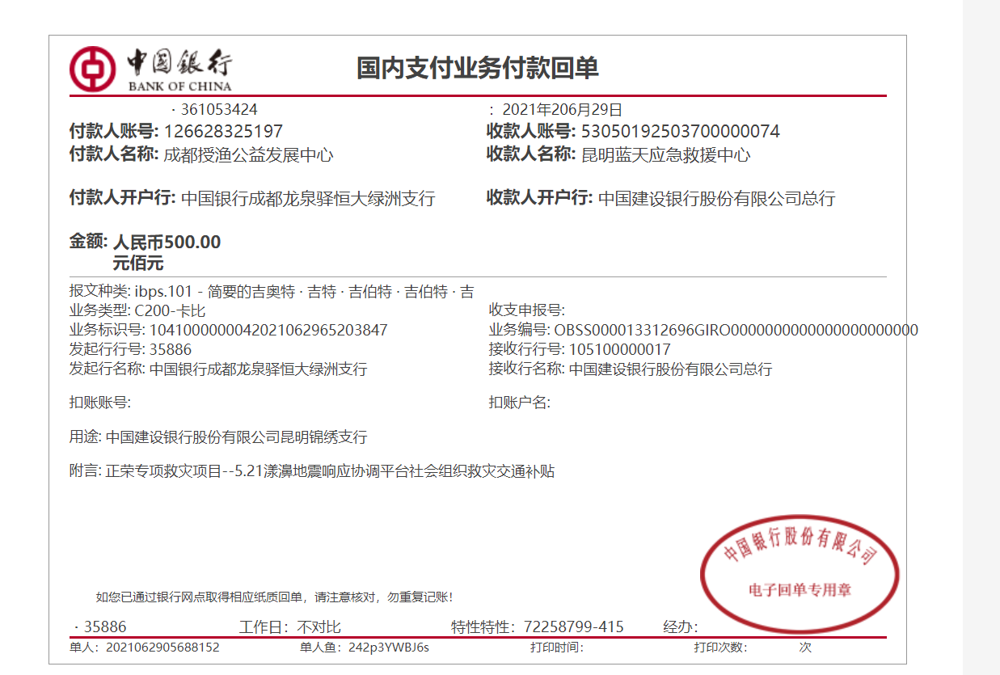 中國銀行
BANK OF CHINA
国内支付业务付款回单
· 361053424 : 2021年206月29日
付款人账号: 126628325197 收款人账号: 53050192503700000074
付款人名称: 成都授渔公益发展中心 收款人名称: 昆明蓝天应急救援中心
付款人开户行: 中国银行成都龙泉驿恒大绿洲支行 收款人开户行: 中国建设银行股份有限公司总行
金额: 人民币500.00
元佰元
报文种类: ibps.101 - 简要的吉奥特 · 吉特 · 吉伯特 · 吉伯特 · 吉
业务类型: C200-卡比 收支申报号:
业务标识号: 1041000000042021062965203847 业务编号: OBSS000013312696GIRO0000000000000000000000
发起行行号: 35886 接收行行号: 105100000017
发起行名称: 中国银行成都龙泉驿恒大绿洲支行 接收行名称: 中国建设银行股份有限公司总行
扣账账号: 扣账户名:
用途: 中国建设银行股份有限公司昆明锦绣支行
附言: 正荣专项救灾项目--5.21漾濞地震响应协调平台社会组织救灾交通补贴
中国银行股份有限公司
电子回单专用章
如您已通过银行网点取得相应纸质回单，请注意核对，勿重复记账!
· 35886 工作日：不对比 特性特性：72258799-415 经办：
单人：2021062905688152 单人鱼：242p3YWBJ6s 打印时间： 打印次数： 次